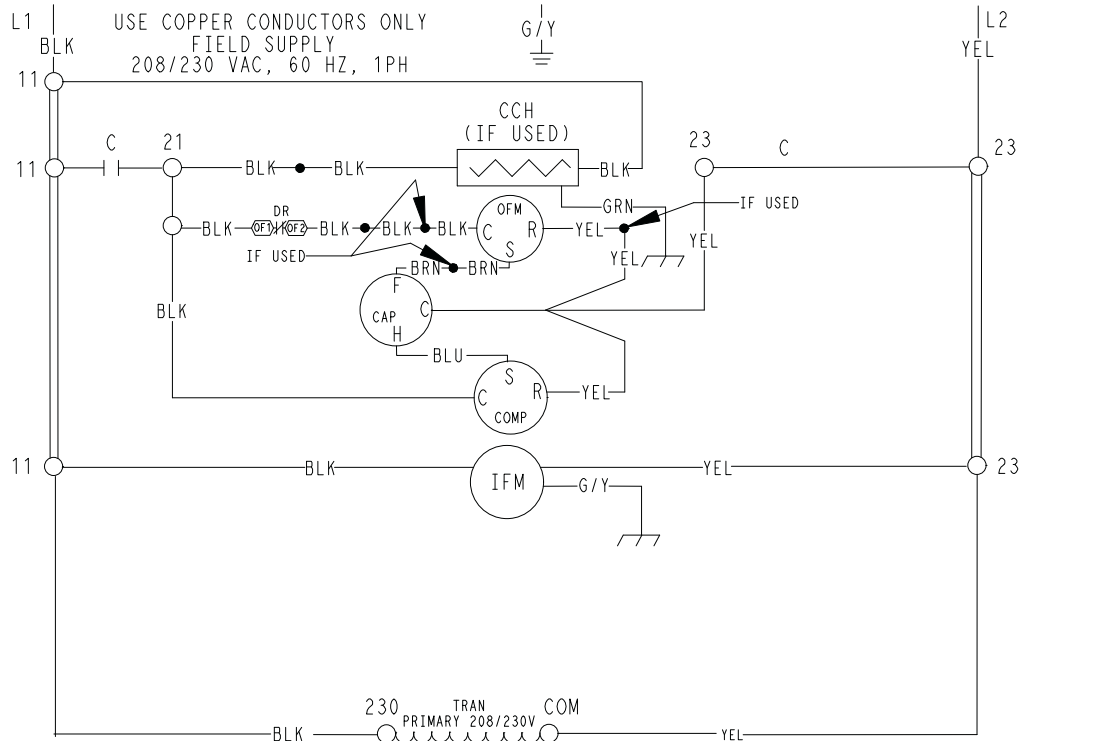 L1
USE COPPER CONDUCTORS ONLY
G/Y
L2
BLK
FIELD SUPPLY
YEL
208/230 VAC, 60 HZ, 1PH
11
CCH
(IF USED)
C
21
23
C
23
11
BLK
BLK
BLK
GRN
IF USED
DR
OFM
BLK
OF1
OF2
BLK
BLK
BLK
C
R
YEL
S
YEL
YEL
IF USED
BRN
BRN
F
BLK
CAP
C
H
BLU
S
C
R
YEL
COMP
11
BLK
YEL
23
IFM
G/Y
230
TRAN
COM
PRIMARY 208/230V
BLK
YEL